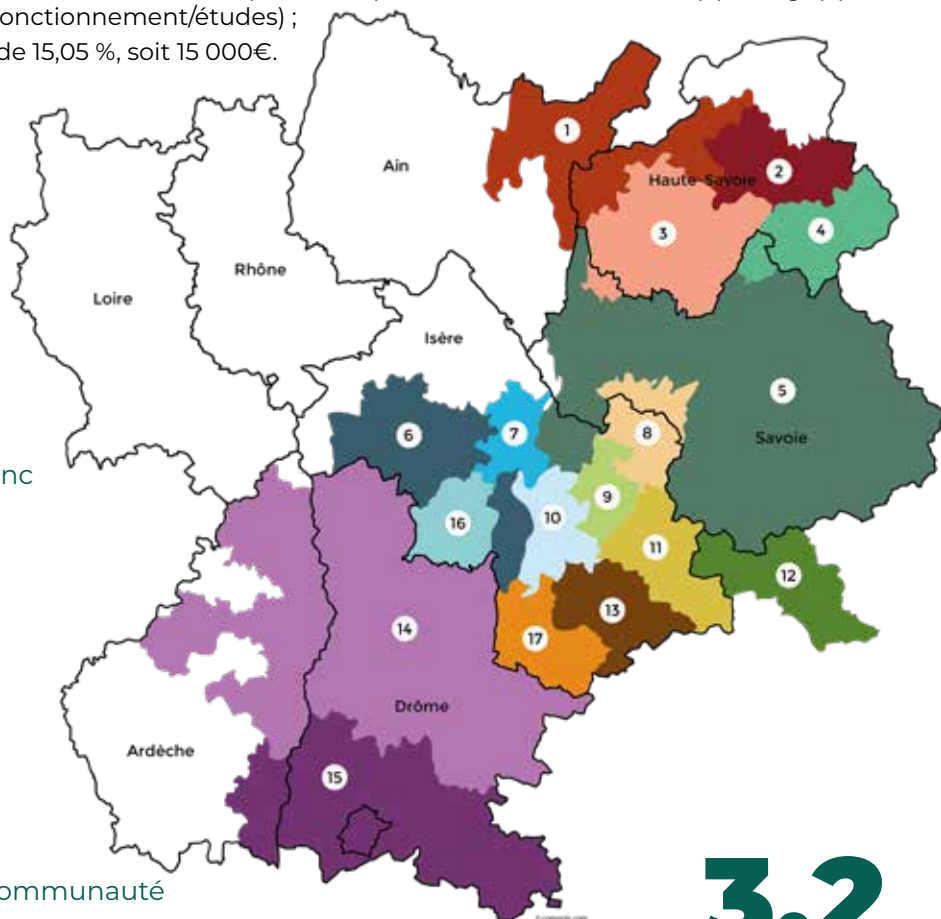 onctionnement/études) ;
de 15,05 %, soit 15 000€.
1
Ain
2
Haute-Savoie
3
4
Rhône
Loire
Isère
5
6
7
8
Savoie
nc
9
16
10
11
12
13
14
17
Drôme
Ardèche
15
3.2
ommunauté